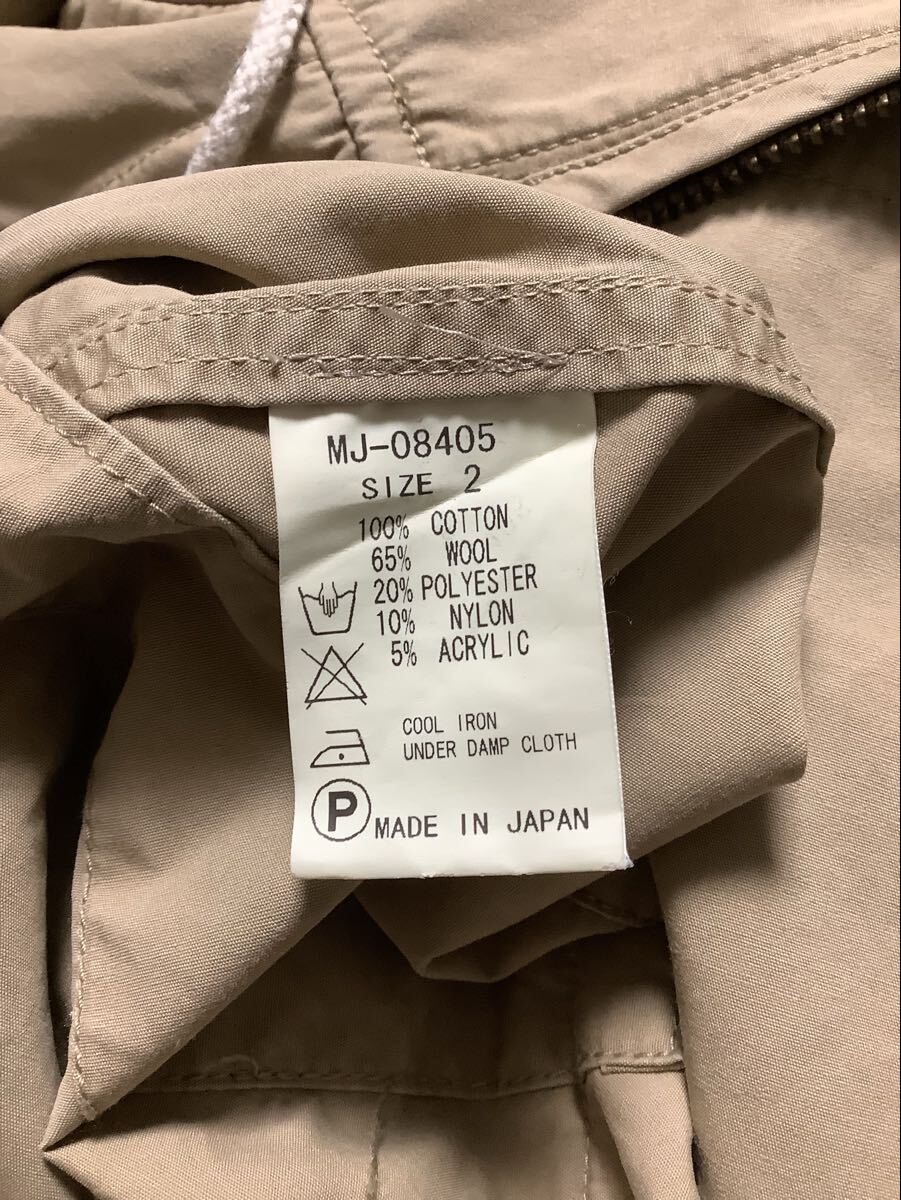 MJ-08405
SIZE 2
100% COTTON
65% WOOL
20% POLYESTER
10% NYLON
5% ACRYLIC
COOL IRON
UNDER DAMP CLOTH
P
MADE IN JAPAN